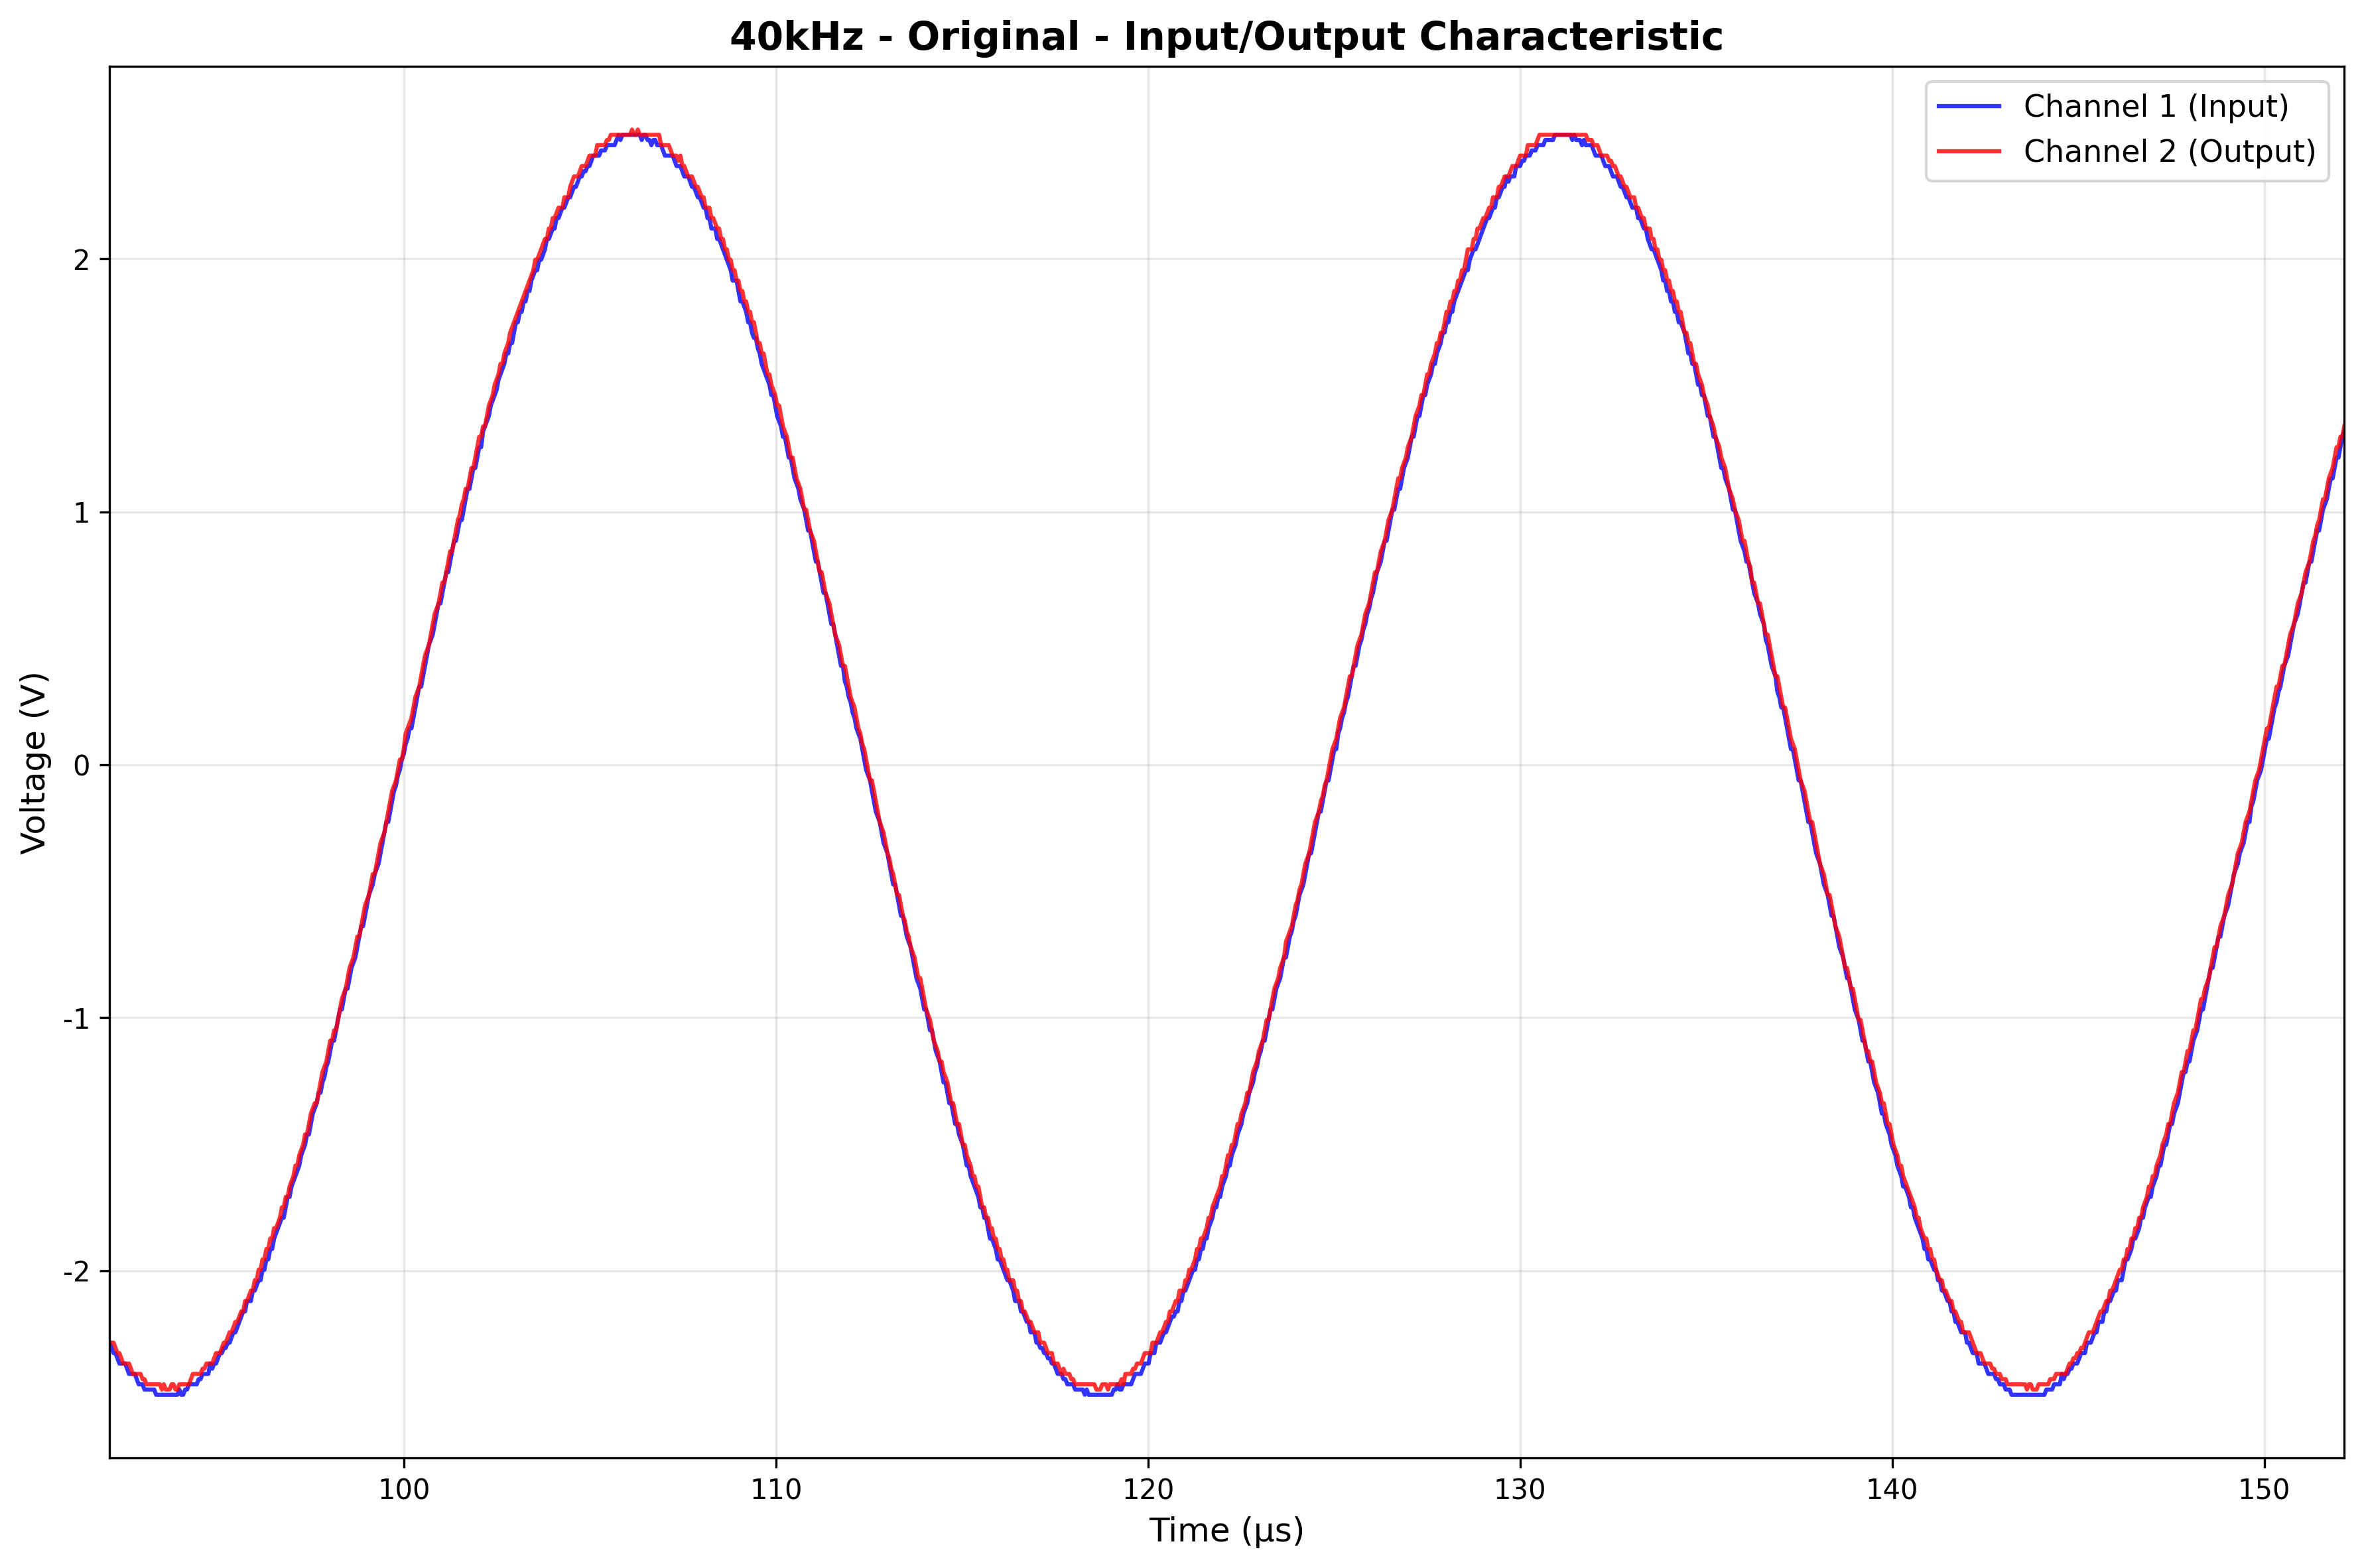 40kHz - Original - Input/Output Characteristic
Channel 1 (Input)
Channel 2 (Output)
Voltage (V)
2
1
0
-1
-2
100
110
120
130
140
150
Time (µs)